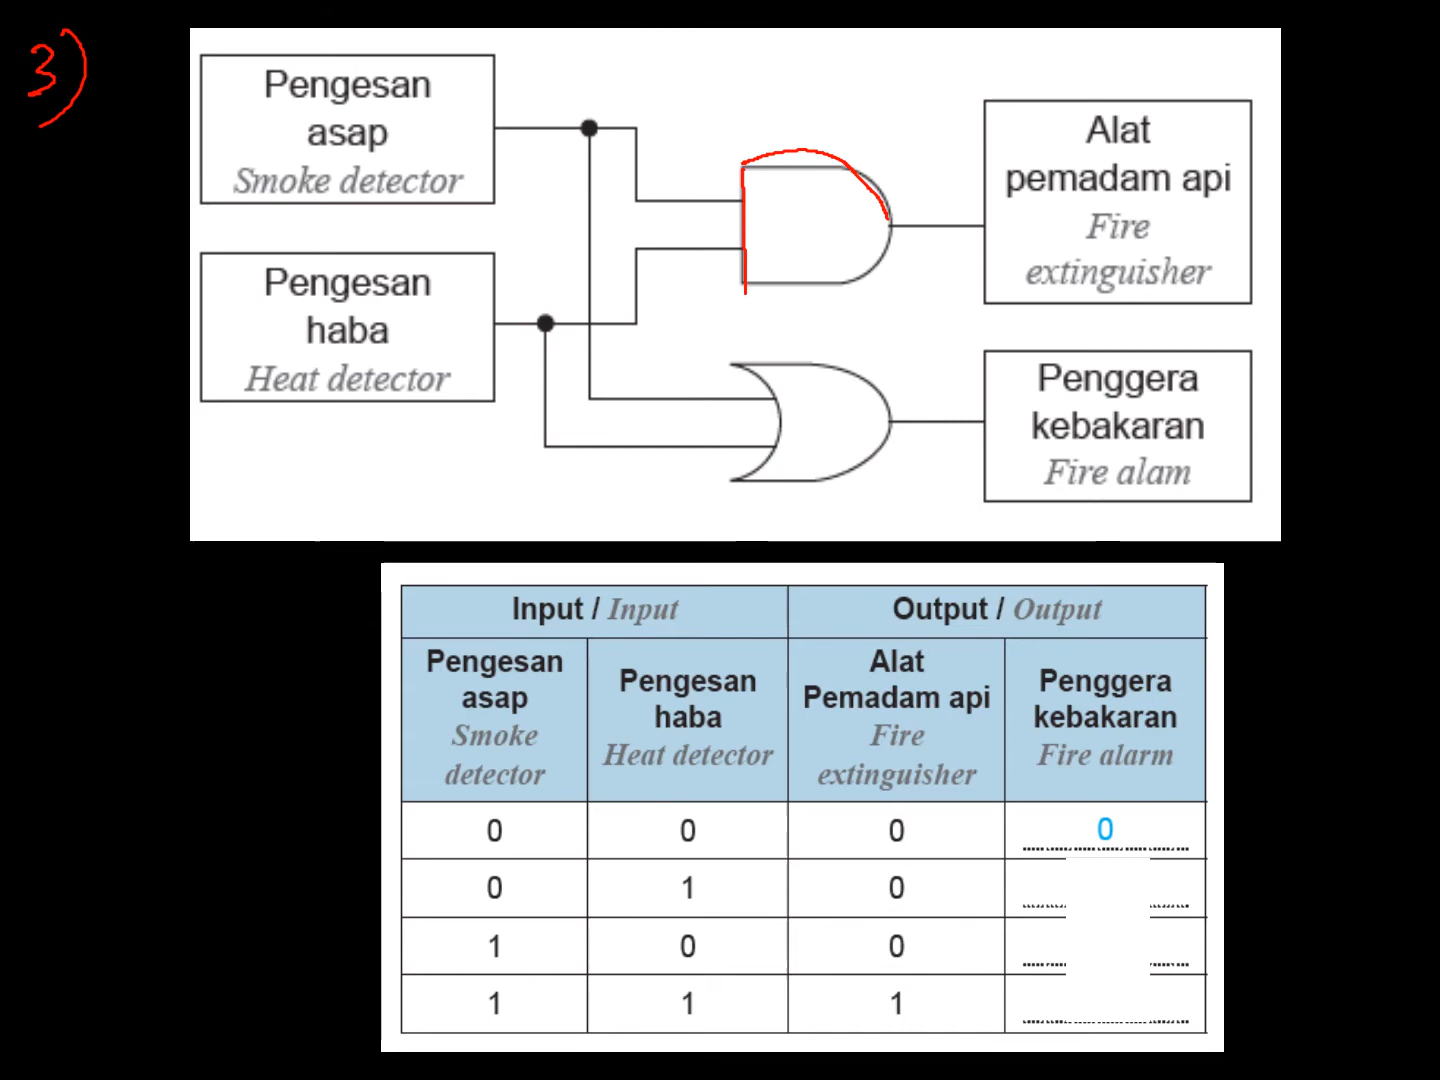 3)
Pengesan
asap
Smoke detector
Pengesan
haba
Heat detector
Alat
pemadam api
Fire
extinguisher
Penggera
kebakaran
Fire alam
Input / Input
Output / Output
Pengesan
asap
Smoke
detector
Pengesan
haba
Heat detector
Alat
Pemadam api
Fire
extinguisher
Penggera
kebakaran
Fire alarm
0 0 0 0
0 1 0
1 0 0
1 1 1